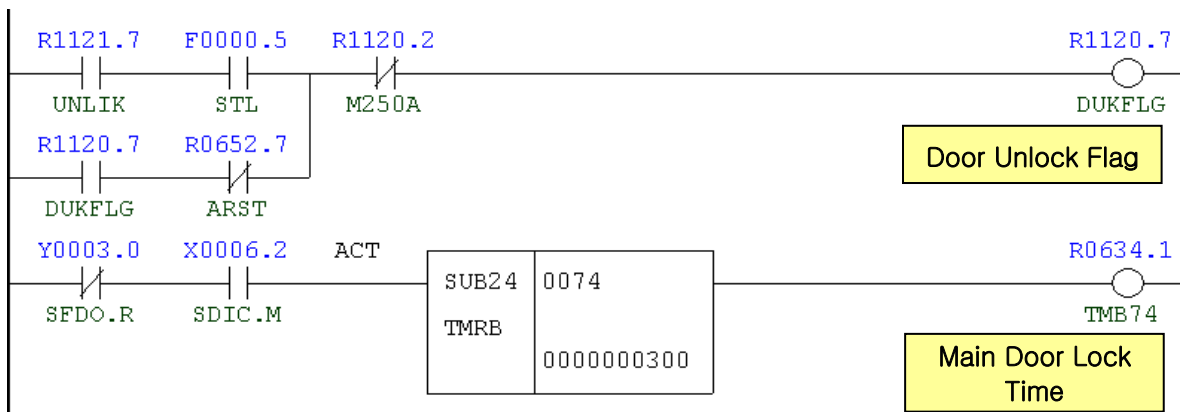 R1121.7 F0000.5 R1120.2 R1120.7
UNLIK STL M250A DUKFLG
R1120.7 R0652.7
Door Unlock Flag
DUKFLG ARST
Y0003.0 X0006.2 ACT R0634.1
SUB24 0074
SFDO.R SDIC.M TMB74
TMRB
0000000300
Main Door Lock
Time